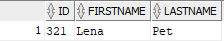 ID FIRSTNAME LASTNAME
1 321 Lena Pet